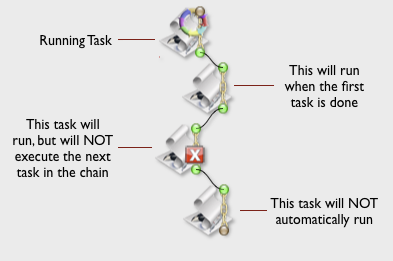 Running Task
This will run
when the first
task is done
This task will
run, but will NOT
execute the next
task in the chain
X
This task will NOT
automatically run